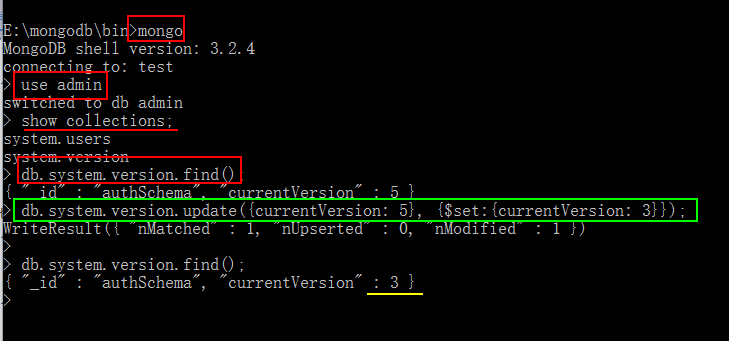 E:\mongodb\bin>mongo
MongoDB shell version: 3.2.4
connecting to: test
> use admin
switched to db admin
> show collections;
system.users
system.version
> db.system.version.find()
{ "_id" : "authSchema", "currentVersion" : 5 }
> db.system.version.update({currentVersion: 5}, {$set:{currentVersion: 3}});
WriteResult({ "nMatched" : 1, "nUpserted" : 0, "nModified" : 1 })
>
> db.system.version.find();
{ "_id" : "authSchema", "currentVersion" : 3 }
>